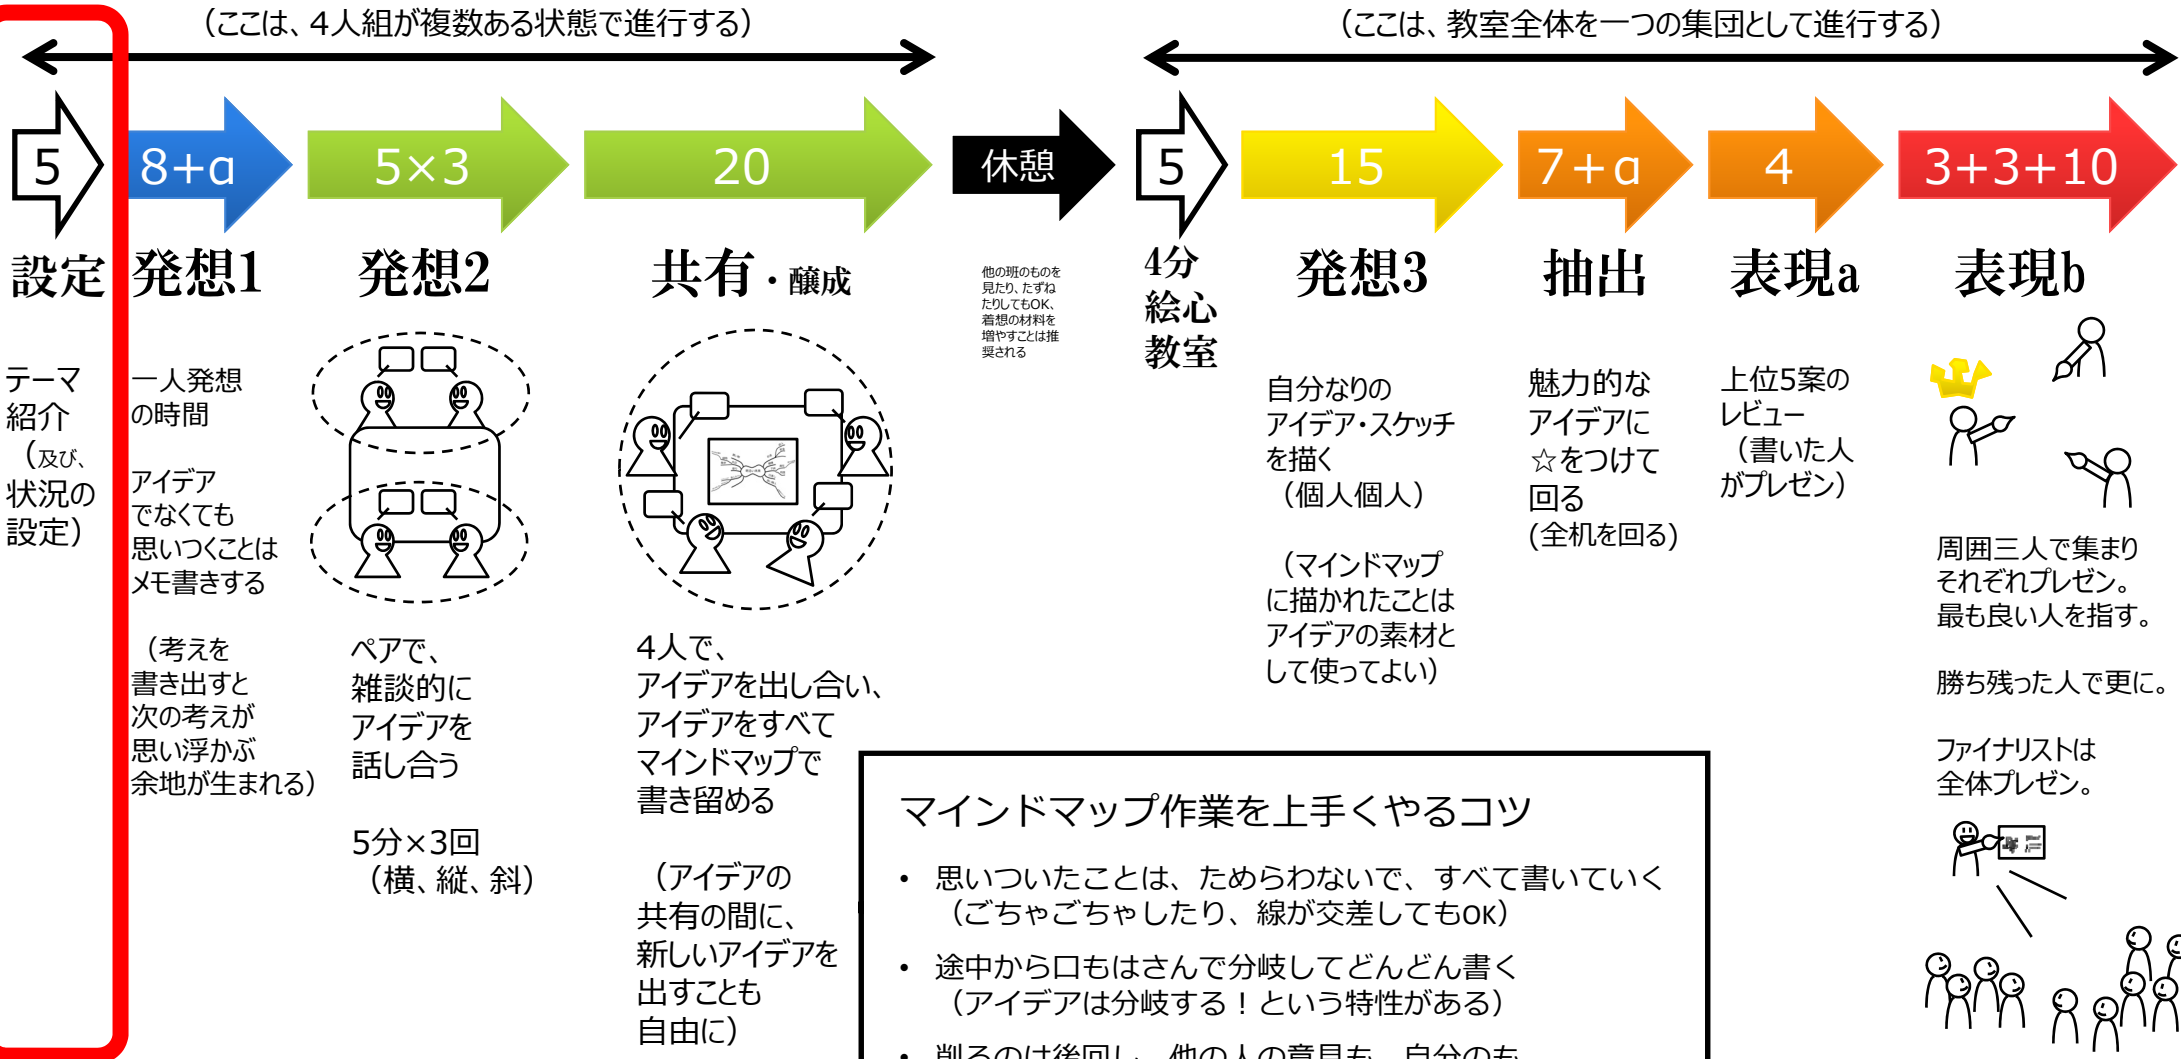 （ここは、4人組が複数ある状態で進行する）
（ここは、教室全体を一つの集団として進行する）
5
8+α
5×3
20
休憩
5
15
7+α
4
3+3+10
設定
発想1
発想2
共有・醸成
他の班のものを
見たり、たずね
たりしてもOK、
着想の材料を
増やすことは推
奨される
4分
絵心
教室
発想3
抽出
表現a
表現b
テーマ
紹介
（及び、
状況の
設定）
一人発想
の時間
アイデア
でなくても
思いつくことは
メモ書きする
（考えを
書き出すと
次の考えが
思い浮かぶ
余地が生まれる）
ペアで、
雑談的に
アイデアを
話し合う
5分×3回
（横、縦、斜）
4人で、
アイデアを出し合い、
アイデアをすべて
マインドマップで
書き留める
（アイデアの
共有の間に、
新しいアイデアを
出すことも
自由に）
自分なりの
アイデア・スケッチ
を描く
（個人個人）
（マインドマップ
に描かれたことは
アイデアの素材と
して使ってよい）
魅力的な
アイデアに
☆をつけて
回る
(全机を回る)
上位5案の
レビュー
（書いた人
がプレゼン）
周囲三人で集まり
それぞれプレゼン。
最も良い人を指す。
勝ち残った人で更に。
ファイナリストは
全体プレゼン。
マインドマップ作業を上手くやるコツ
• 思いついたことは、ためらわないで、すべて書いていく
（ごちゃごちゃしたり、線が交差してもOK）
• 途中から口もはさんで分岐してどんどん書く
（アイデアは分岐する！という特性がある）
• 削るのは後回し、他の人の意見も、自分のも